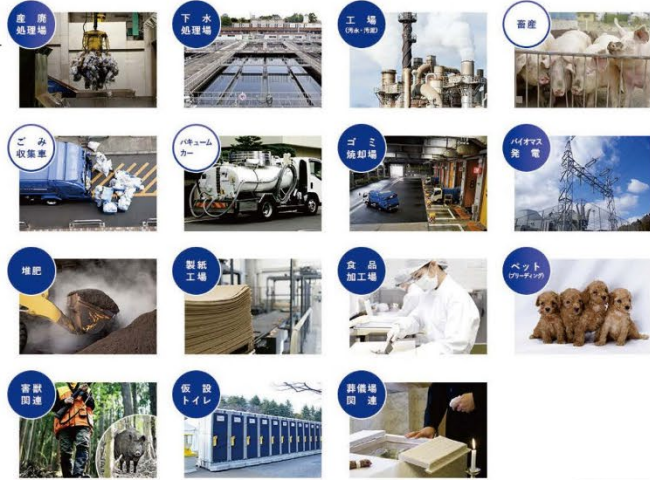 産廃
処理場
下水
処理場
工場
(汚水・汚泥)
畜産
ごみ
収集車
バキューム
カー
ゴミ
焼却場
バイオマス
発電
堆肥
製紙
工場
食品
加工場
ペット
(ブリーディング)
害獣
関連
仮設
トイレ
葬儀場
関連